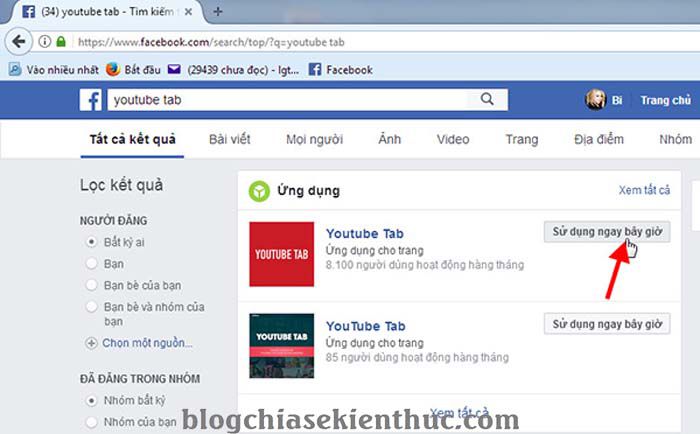 (34) youtube tab - Tìm kiếm t
https://www.facebook.com/search/top/?q=youtube tab
Vào nhiều nhất Bắt đầu (29439 chưa đọc) - lgt... Facebook
youtube tab
Bi Trang chủ
Tất cả kết quả Bài viết Mọi người Ảnh Video Trang Địa điểm Nhóm
Lọc kết quả
NGƯỜI ĐĂNG
Bất kỳ ai
Bạn
Bạn bè của bạn
Bạn bè và nhóm của
bạn
Chọn một nguồn...
ĐÃ ĐĂNG TRONG NHÓM
Nhóm bất kỳ
Nhóm của bạn
Ứng dụng Xem tất cả
YOUTUBE TAB
Youtube Tab
Ứng dụng cho trang
8.100 người dùng hoạt động hàng tháng
Sử dụng ngay bây giờ
YOUTUBE TAB
YouTube Tab
Ứng dụng cho trang
85 người dùng hoạt động hàng tháng
Sử dụng ngay bây giờ
Xem tất cả
blogchiasekienthuc.com